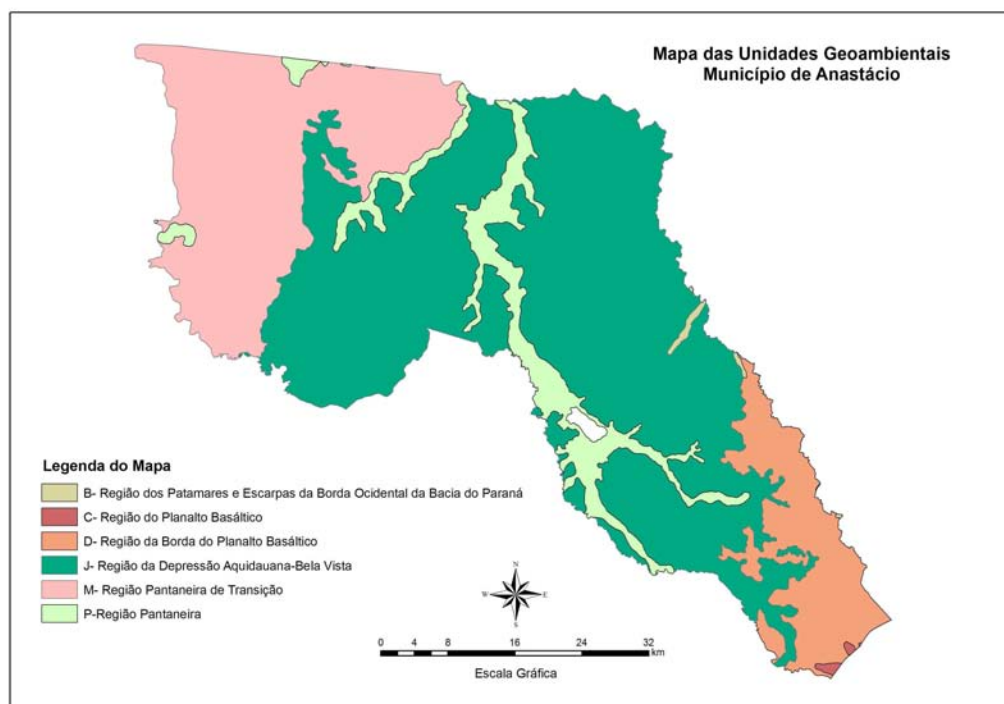 Mapa das Unidades Geoambientais
Município de Anastácio
Legenda do Mapa
B- Região dos Patamares e Escarpas da Borda Ocidental da Bacia do Paraná
C- Região do Planalto Basáltico
D- Região da Borda do Planalto Basáltico
J- Região da Depressão Aquidauana-Bela Vista
M- Região Pantaneira de Transição
P-Região Pantaneira
N
W E
S
0 4 8 16 24 32
km
Escala Gráfica